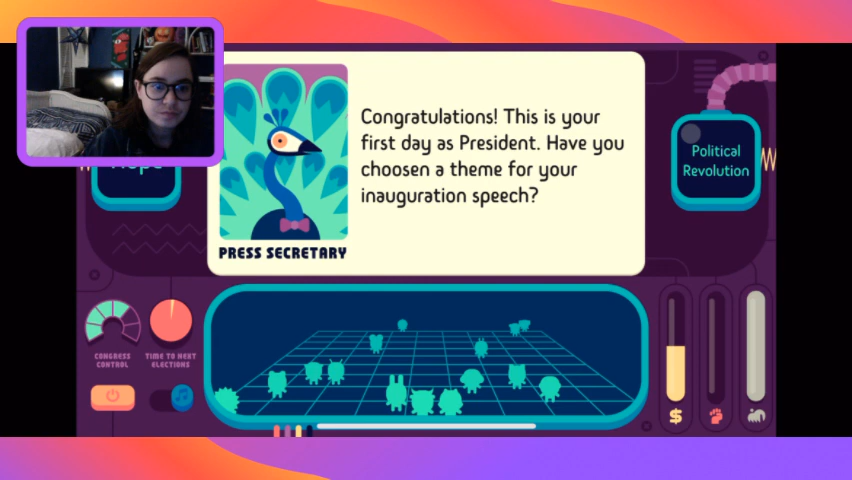 Congratulations! This is your
first day as President. Have you
choosen a theme for your
inauguration speech?
PRESS SECRETARY
Hope
Political
Revolution
CONGRESS
CONTROL
TIME TO NEXT
ELECTIONS
$